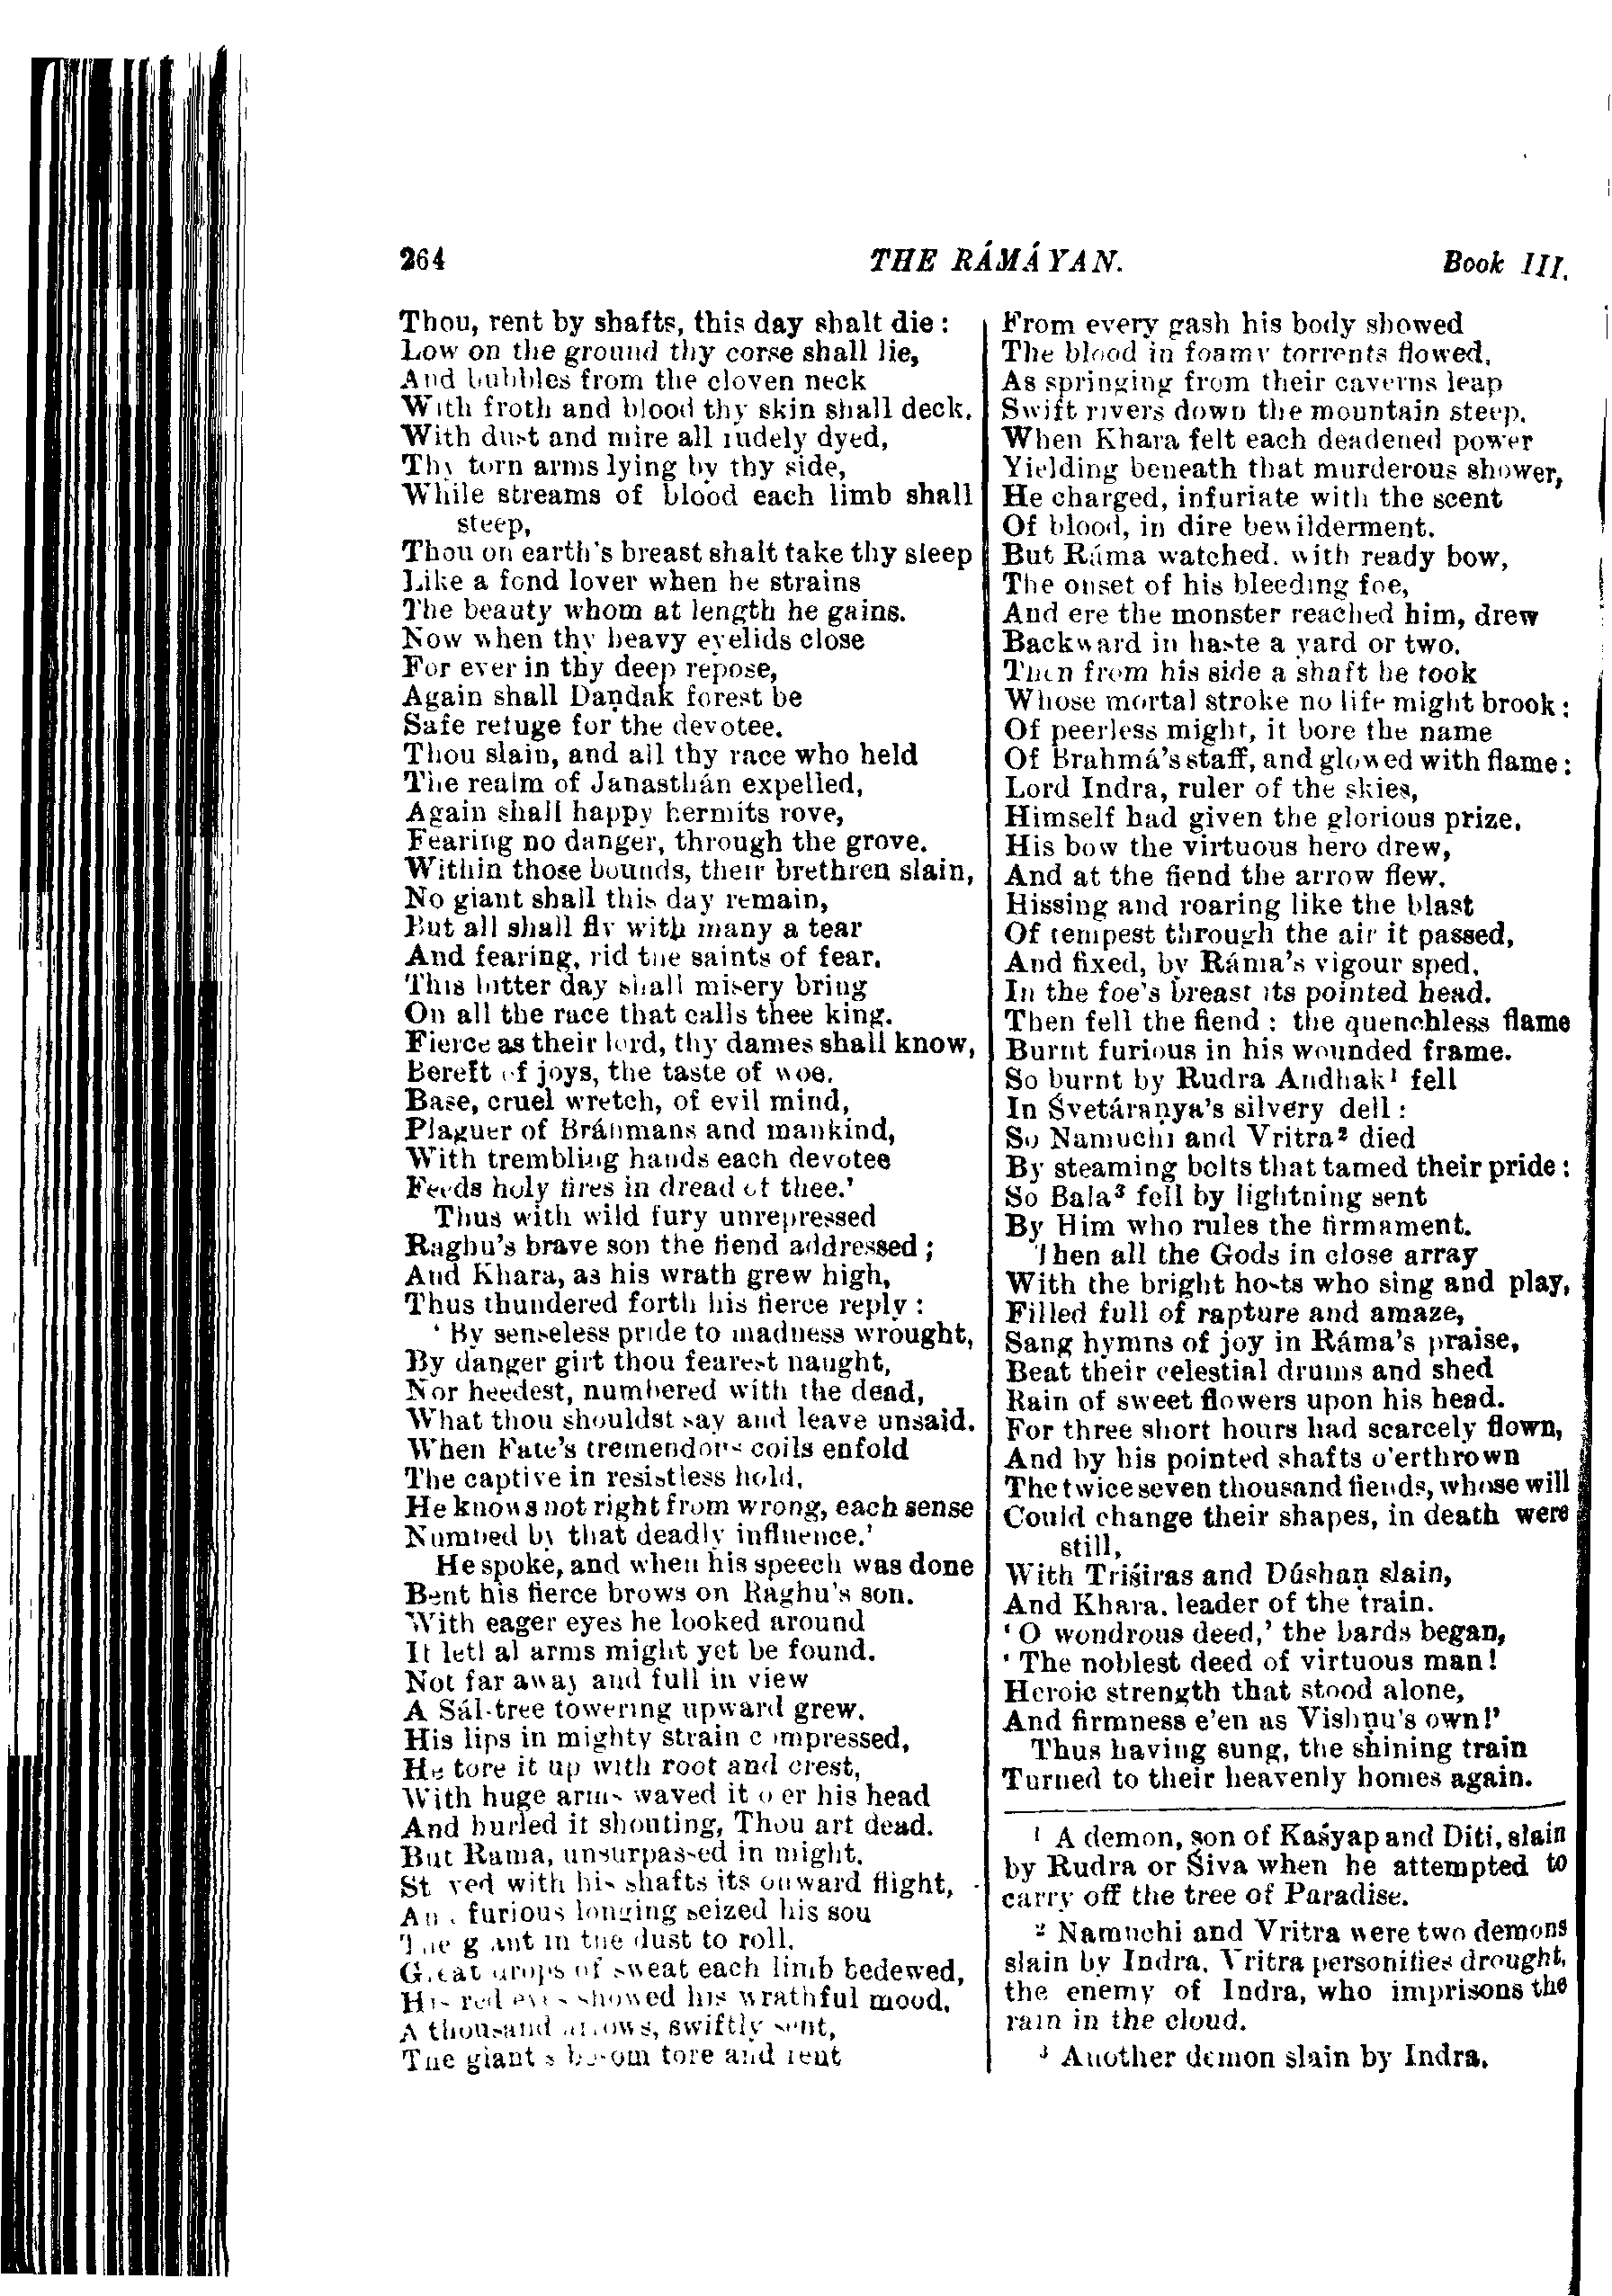 264
THE RÁMÁYAN.
Book III.
Thou, rent by shafts, this day shalt die:
Low on the ground thy corse shall lie,
And bubbles from the cloven neck
With froth and blood thy skin shall deck.
With dust and mire all rudely dyed,
Thy torn arms lying by thy side,
While streams of blood each limb shall
steep,
Thou on earth's breast shalt take thy sleep
Like a fond lover when he strains
The beauty whom at length he gains.
Now when thy heavy eyelids close
For ever in thy deep repose,
Again shall Daṇḍak forest be
Safe refuge for the devotee.
Thou slain, and all thy race who held
The realm of Janasthán expelled,
Again shall happy hermits rove,
Fearing no danger, through the grove.
Within those bounds, their brethren slain,
No giant shall this day remain,
But all shall fly with many a tear
And fearing, rid the saints of fear.
This bitter day shall misery bring
On all the race that calls thee king.
Fierce as their lord, thy dames shall know,
Bereft of joys, the taste of woe.
Base, cruel wretch, of evil mind,
Plaguer of Bráhmans and mankind,
With trembling hands each devotee
Feeds holy fires in dread of thee.'
Thus with wild fury unrepressed
Raghu's brave son the fiend addressed;
And Khara, as his wrath grew high,
Thus thundered forth his fierce reply:
'By senseless pride to madness wrought,
By danger girt thou fearest naught,
Nor heedest, numbered with the dead,
What thou shouldst say and leave unsaid.
When Fate's tremendous coils enfold
The captive in resistless hold,
He knows not right from wrong, each sense
Numbed by that deadly influence.'
He spoke, and when his speech was done
Bent his fierce brows on Raghu's son.
With eager eyes he looked around
If lethal arms might yet be found.
Not far away and full in view
A Sál-tree towering upward grew.
His lips in mighty strain compressed,
He tore it up with root and crest,
With huge arms waved it o'er his head
And hurled it shouting, Thou art dead.
But Rama, unsurpassed in might,
Stayed with his shafts its onward flight,
And furious longing seized his soul
The giant in the dust to roll.
Great drops of sweat each limb bedewed,
His red eyes showed his wrathful mood.
A thousand arrows, swiftly sent,
The giant's bosom tore and rent
From every gash his body showed
The blood in foamy torrents flowed,
As springing from their caverns leap
Swift rivers down the mountain steep.
When Khara felt each deadened power
Yielding beneath that murderous shower,
He charged, infuriate with the scent
Of blood, in dire bewilderment.
But Ráma watched, with ready bow,
The onset of his bleeding foe,
And ere the monster reached him, drew
Backward in haste a yard or two.
Then from his side a shaft he took
Whose mortal stroke no life might brook:
Of peerless might, it bore the name
Of Brahmá's staff, and glowed with flame:
Lord Indra, ruler of the skies,
Himself had given the glorious prize.
His bow the virtuous hero drew,
And at the fiend the arrow flew.
Hissing and roaring like the blast
Of tempest through the air it passed,
And fixed, by Ráma's vigour sped,
In the foe's breast its pointed head.
Then fell the fiend: the quenchless flame
Burnt furious in his wounded frame.
So burnt by Rudra Andhak¹ fell
In Śvetáraṇya's silvery dell:
So Namuchi and Vritra² died
By steaming bolts that tamed their pride:
So Bala³ fell by lightning sent
By Him who rules the firmament.
Then all the Gods in close array
With the bright hosts who sing and play,
Filled full of rapture and amaze,
Sang hymns of joy in Ráma's praise,
Beat their celestial drums and shed
Rain of sweet flowers upon his head.
For three short hours had scarcely flown,
And by his pointed shafts o'erthrown
The twice seven thousand fiends, whose will
Could change their shapes, in death were
still,
With Triśiras and Dúshaṇ slain,
And Khara, leader of the train.
'O wondrous deed,' the bards began,
'The noblest deed of virtuous man!
Heroic strength that stood alone,
And firmness e'en as Vishṇu's own!'
Thus having sung, the shining train
Turned to their heavenly homes again.
¹ A demon, son of Kaśyap and Diti, slain
by Rudra or Śiva when he attempted to
carry off the tree of Paradise.
² Namuchi and Vritra were two demons
slain by Indra. Vritra personifies drought,
the enemy of Indra, who imprisons the
rain in the cloud.
³ Another demon slain by Indra.